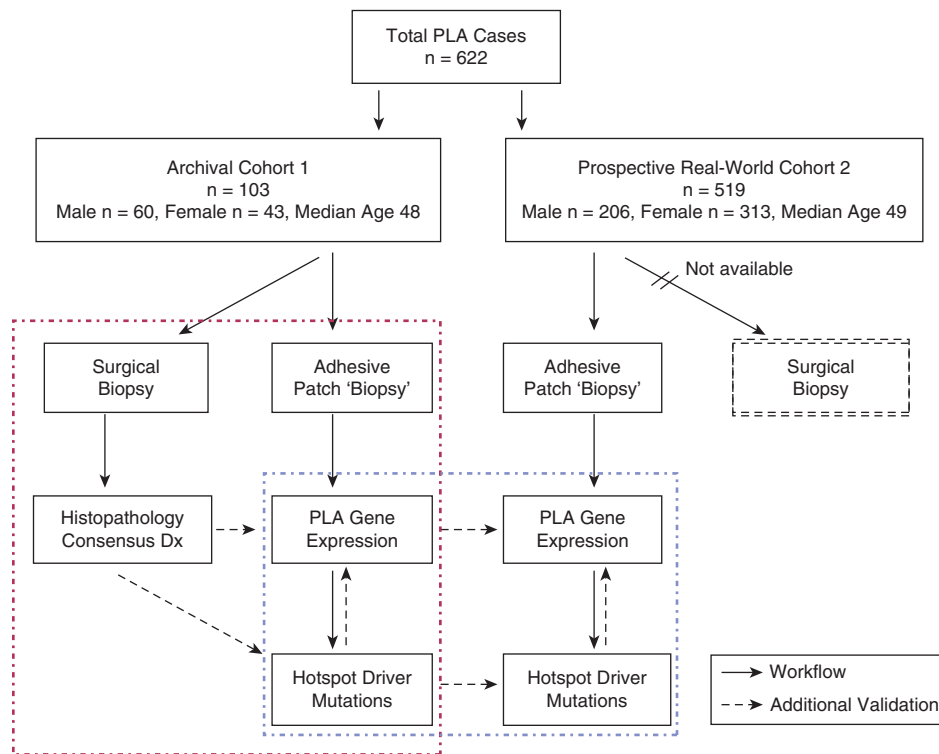 Total PLA Cases
n = 622
Archival Cohort 1
n = 103
Male n = 60, Female n = 43, Median Age 48
Prospective Real-World Cohort 2
n = 519
Male n = 206, Female n = 313, Median Age 49
Not available
Surgical
Biopsy
Adhesive
Patch ‘Biopsy’
Adhesive
Patch ‘Biopsy’
Surgical
Biopsy
Histopathology
Consensus Dx
PLA Gene
Expression
PLA Gene
Expression
Hotspot Driver
Mutations
Hotspot Driver
Mutations
Workflow
Additional Validation